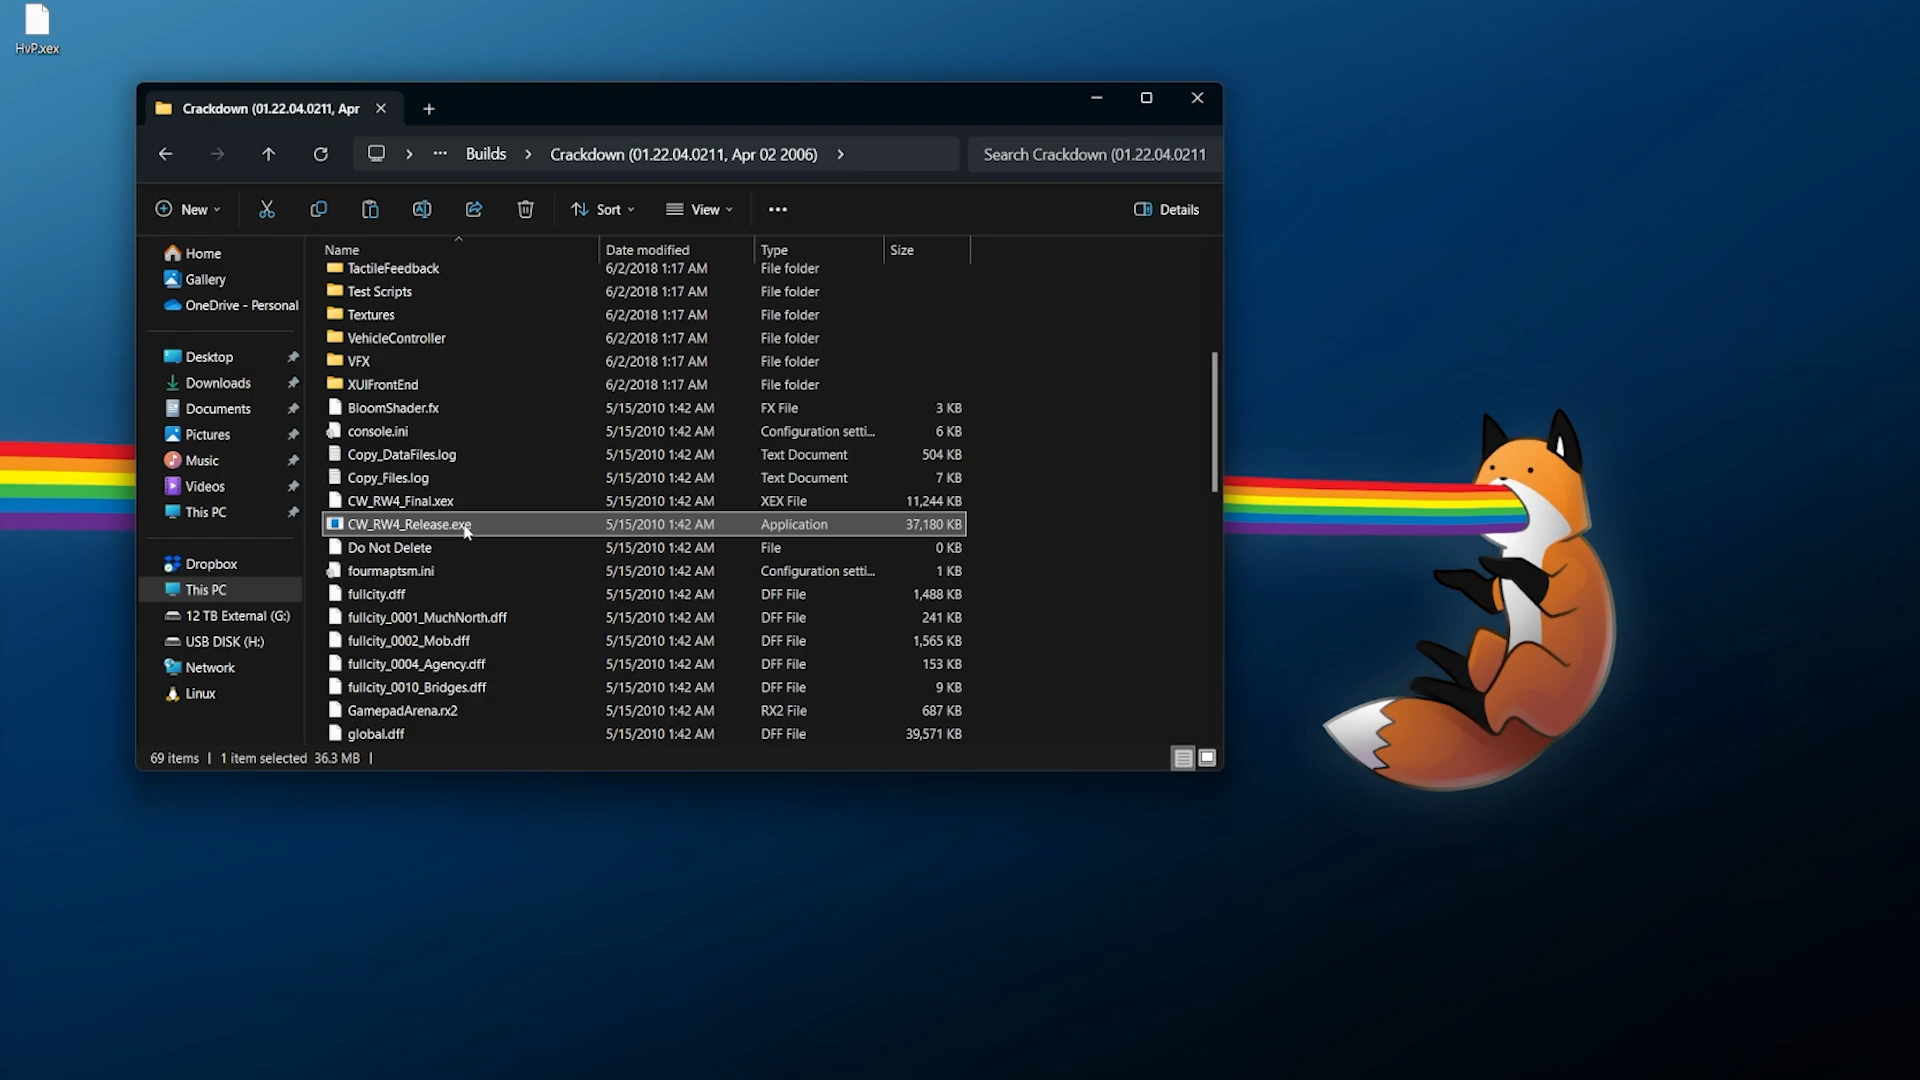 HvP.xex
Crackdown (01.22.04.0211, Apr
Builds
Crackdown (01.22.04.0211, Apr 02 2006)
Search Crackdown (01.22.04.0211
New
Sort
View
Details
Home
Gallery
OneDrive - Personal
Desktop
Downloads
Documents
Pictures
Music
Videos
This PC
Dropbox
This PC
12 TB External (G:)
USB DISK (H:)
Network
Linux
Name Date modified Type Size
TactileFeedback 6/2/2018 1:17 AM File folder
Test Scripts 6/2/2018 1:17 AM File folder
Textures 6/2/2018 1:17 AM File folder
VehicleController 6/2/2018 1:17 AM File folder
VFX 6/2/2018 1:17 AM File folder
XUIFrontEnd 6/2/2018 1:17 AM File folder
BloomShader.fx 5/15/2010 1:42 AM FX File 3 KB
console.ini 5/15/2010 1:42 AM Configuration setti... 6 KB
Copy_DataFiles.log 5/15/2010 1:42 AM Text Document 504 KB
Copy_Files.log 5/15/2010 1:42 AM Text Document 7 KB
CW_RW4_Final.xex 5/15/2010 1:42 AM XEX File 11,244 KB
CW_RW4_Release.exe 5/15/2010 1:42 AM Application 37,180 KB
Do Not Delete 5/15/2010 1:42 AM File 0 KB
fourmaptsm.ini 5/15/2010 1:42 AM Configuration setti... 1 KB
fullcity.dff 5/15/2010 1:42 AM DFF File 1,488 KB
fullcity_0001_MuchNorth.dff 5/15/2010 1:42 AM DFF File 241 KB
fullcity_0002_Mob.dff 5/15/2010 1:42 AM DFF File 1,565 KB
fullcity_0004_Agency.dff 5/15/2010 1:42 AM DFF File 153 KB
fullcity_0010_Bridges.dff 5/15/2010 1:42 AM DFF File 9 KB
GamepadArena.rx2 5/15/2010 1:42 AM RX2 File 687 KB
global.dff 5/15/2010 1:42 AM DFF File 39,571 KB
69 items | 1 item selected 36.3 MB |